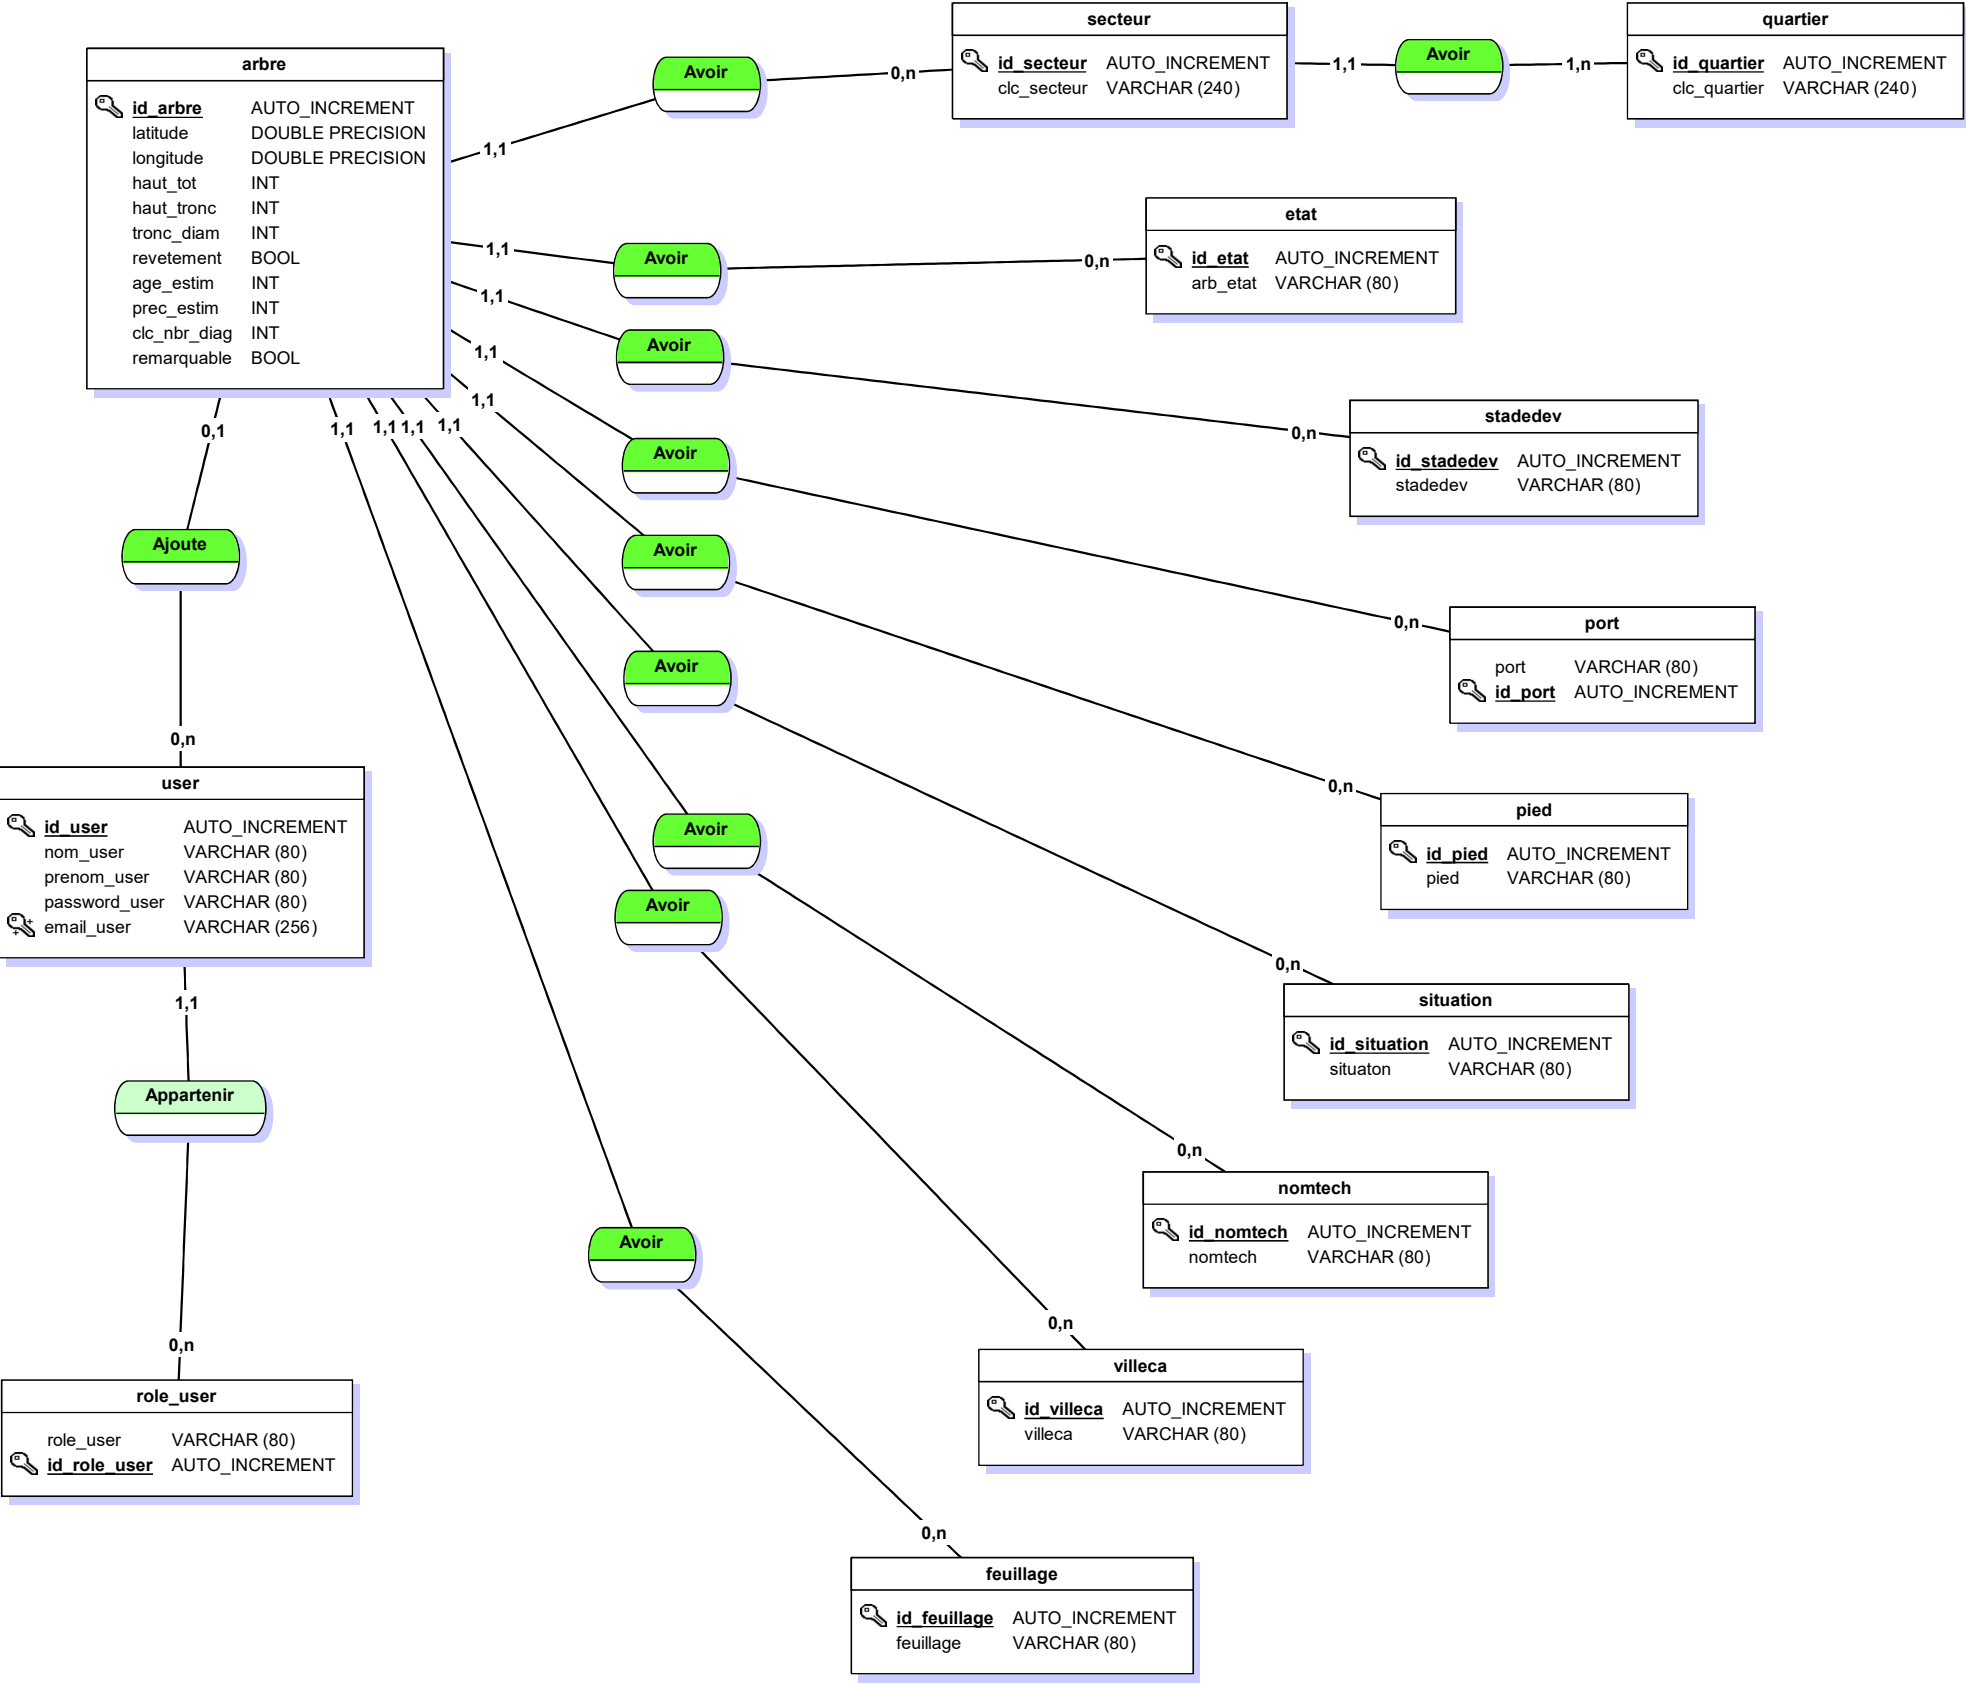 arbre
id_arbre AUTO_INCREMENT
latitude DOUBLE PRECISION
longitude DOUBLE PRECISION
haut_tot INT
haut_tronc INT
tronc_diam INT
revetement BOOL
age_estim INT
prec_estim INT
clc_nbr_diag INT
remarquable BOOL
1,1
Avoir
0,n
secteur
id_secteur AUTO_INCREMENT
clc_secteur VARCHAR (240)
1,1
Avoir
1,n
quartier
id_quartier AUTO_INCREMENT
clc_quartier VARCHAR (240)
1,1
Avoir
0,n
etat
id_etat AUTO_INCREMENT
arb_etat VARCHAR (80)
1,1
Avoir
0,n
stadedev
id_stadedev AUTO_INCREMENT
stadedev VARCHAR (80)
1,1
Avoir
0,n
port
port VARCHAR (80)
id_port AUTO_INCREMENT
1,1
Avoir
0,n
pied
id_pied AUTO_INCREMENT
pied VARCHAR (80)
1,1
Avoir
0,n
situation
id_situation AUTO_INCREMENT
situaton VARCHAR (80)
1,1
Avoir
0,n
nomtech
id_nomtech AUTO_INCREMENT
nomtech VARCHAR (80)
1,1
Avoir
0,n
villeca
id_villeca AUTO_INCREMENT
villeca VARCHAR (80)
1,1
Avoir
0,n
feuillage
id_feuillage AUTO_INCREMENT
feuillage VARCHAR (80)
0,1
Ajoute
0,n
user
id_user AUTO_INCREMENT
nom_user VARCHAR (80)
prenom_user VARCHAR (80)
password_user VARCHAR (80)
email_user VARCHAR (256)
1,1
Appartenir
0,n
role_user
role_user VARCHAR (80)
id_role_user AUTO_INCREMENT